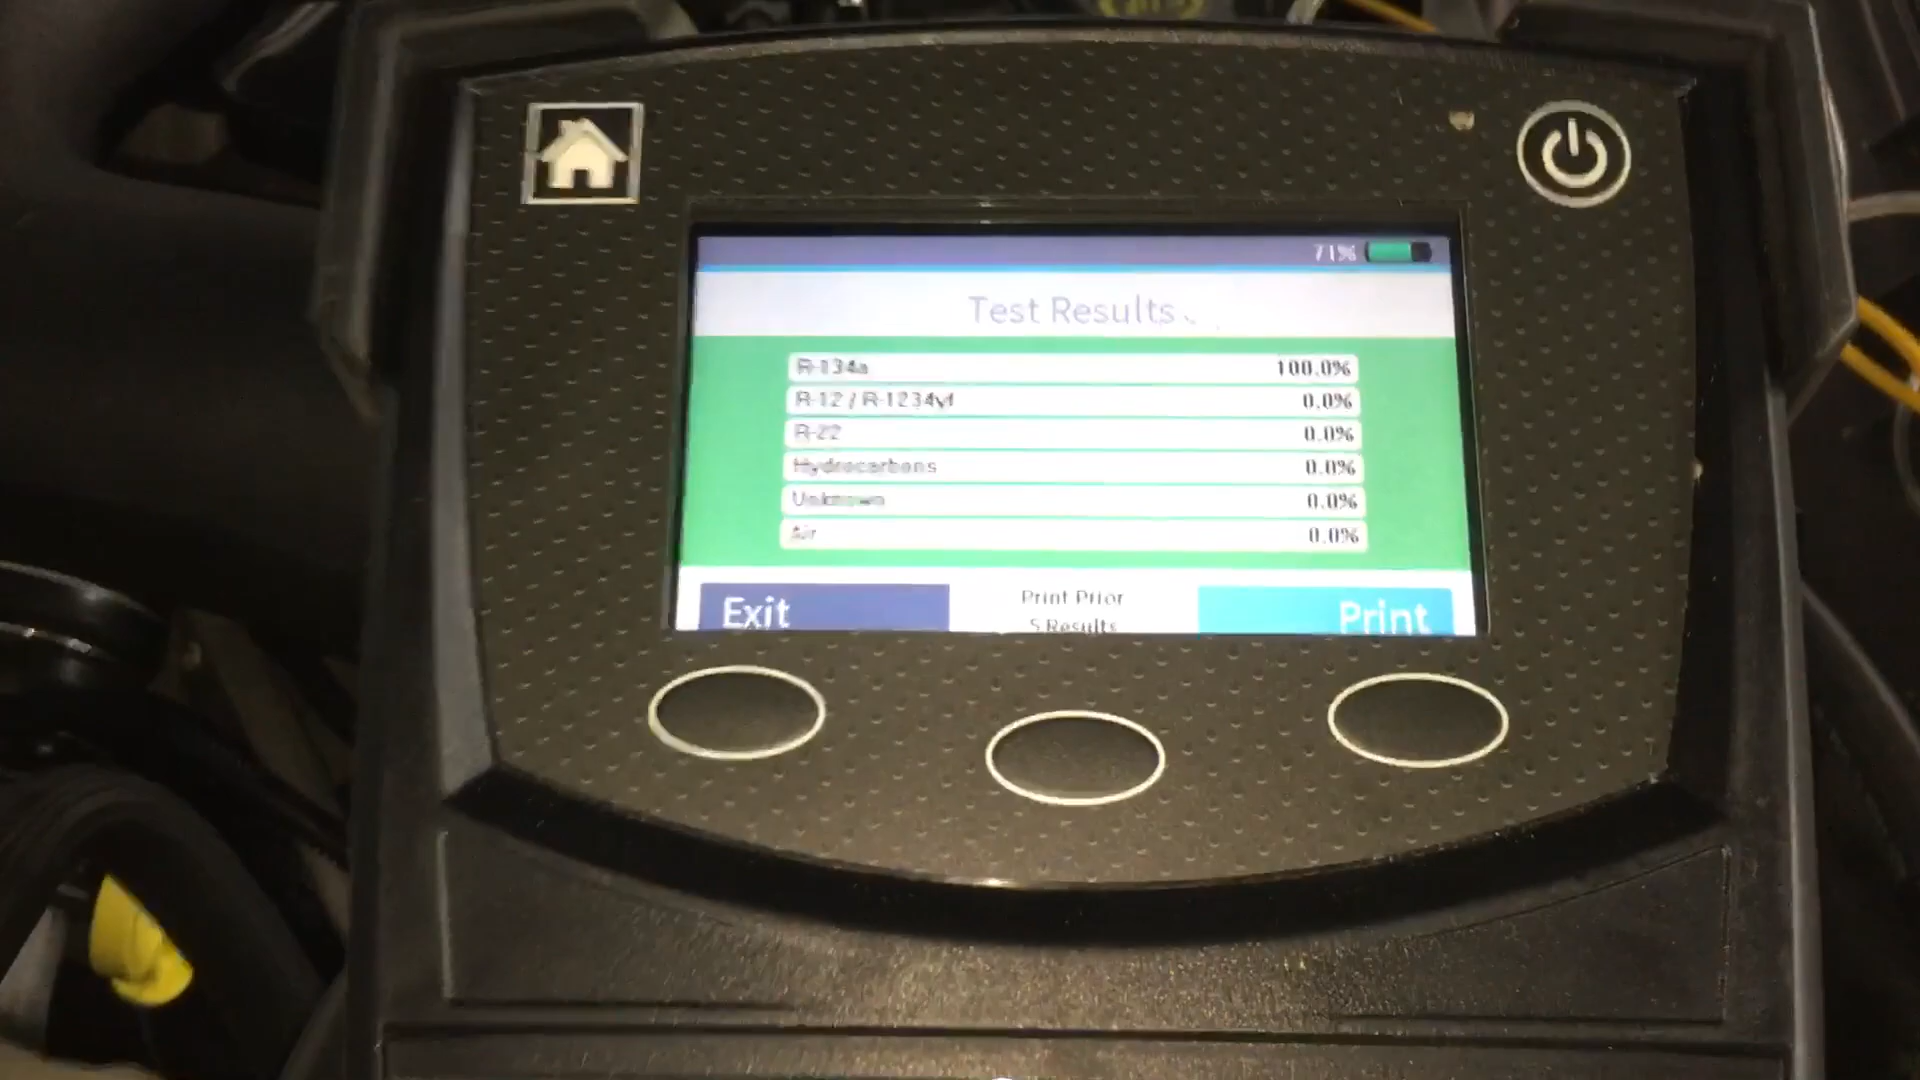 71%
Test Results
R-134a 100.0%
R-12 / R-1234yf 0.0%
R-22 0.0%
Hydrocarbons 0.0%
Unknown 0.0%
Air 0.0%
Exit
Print Prior
5 Results
Print